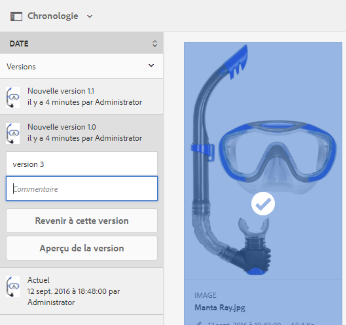 Chronologie
DATE
Versions
Nouvelle version 1.1
il y a 4 minutes par Administrator
Nouvelle version 1.0
il y a 4 minutes par Administrator
version 3
Commentaire
Revenir à cette version
Aperçu de la version
Actuel
12 sept. 2016 à 18:48:00 par
Administrator
IMAGE
Manta Ray.jpg